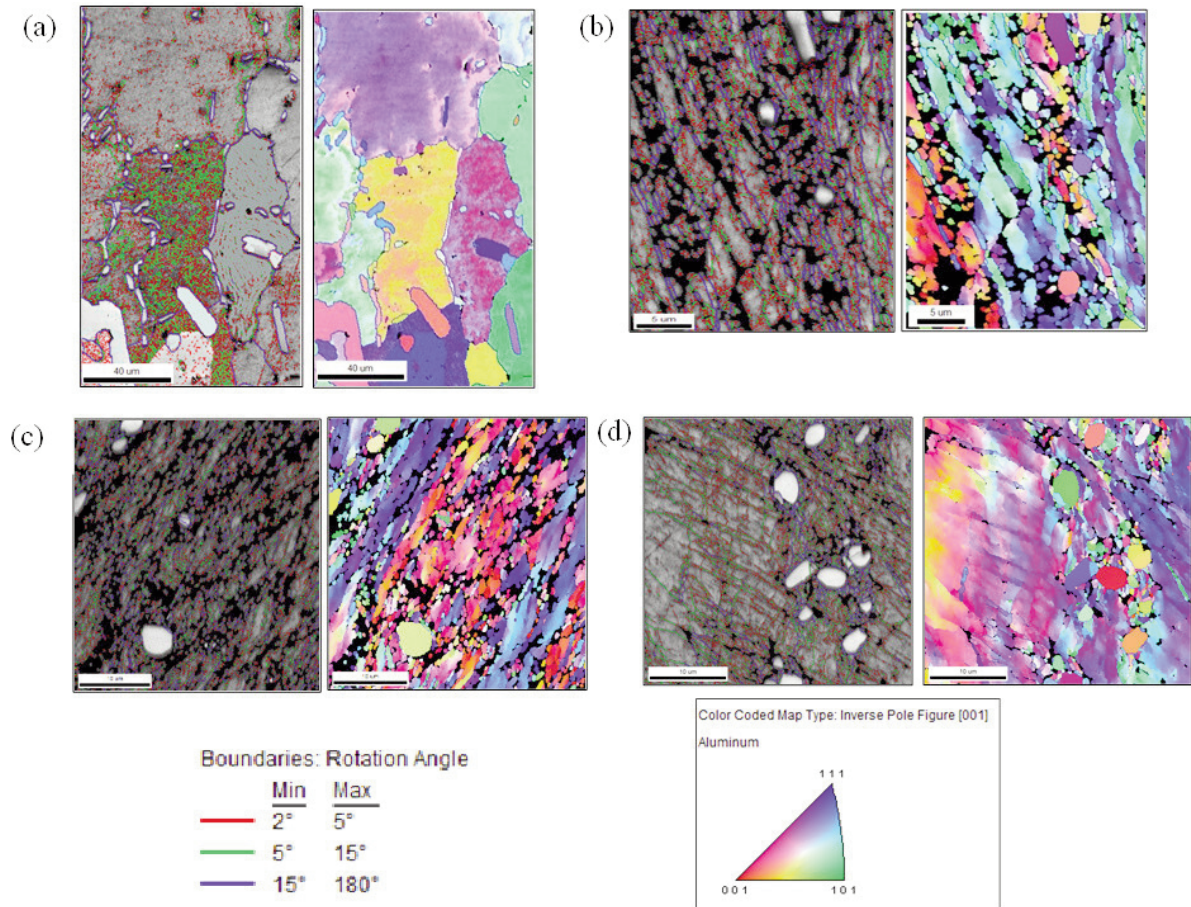 (a)
40 um
40 um
(b)
5 um
5 um
(c)
10 um
10 um
(d)
10 um
10 um
Boundaries: Rotation Angle
Min Max
2° 5°
5° 15°
15° 180°
Color Coded Map Type: Inverse Pole Figure [001]
Aluminum
1 1 1
0 0 1
1 0 1